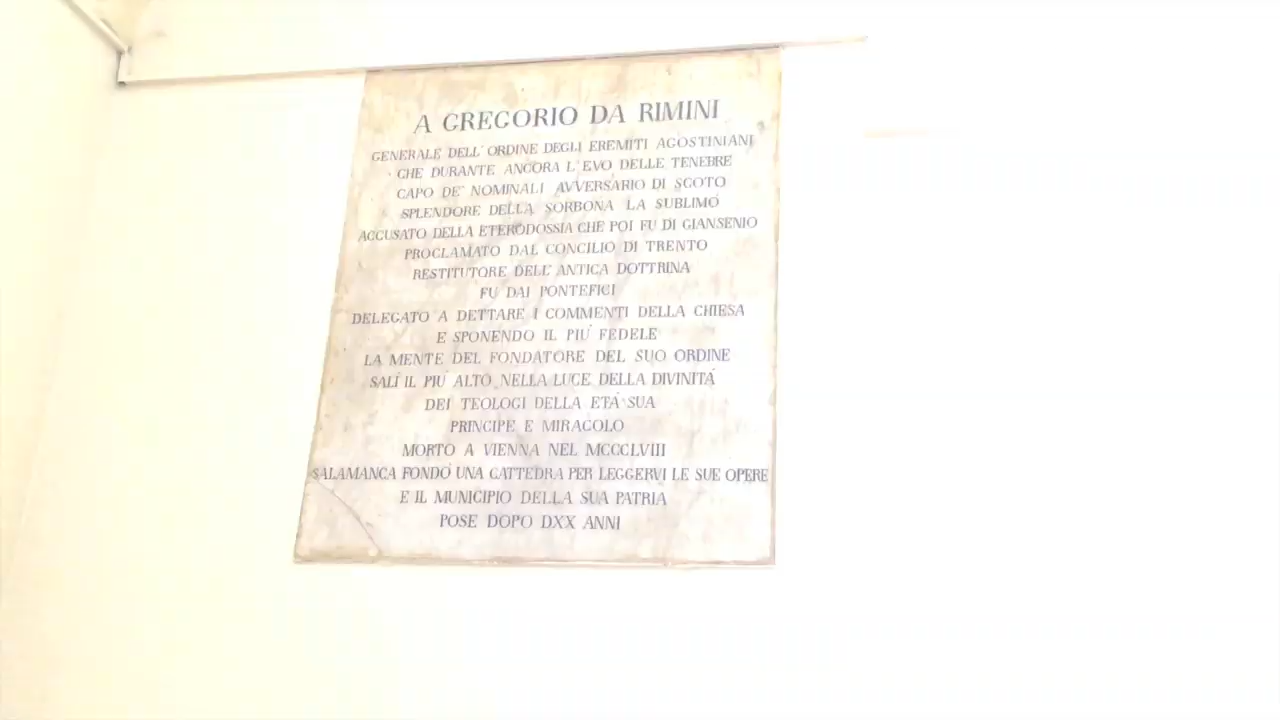 A GREGORIO DA RIMINI
GENERALE DELL' ORDINE DEGLI EREMITI AGOSTINIANI
CHE DURANTE ANCORA L' EVO DELLE TENEBRE
CAPO DE' NOMINALI AVVERSARIO DI SCOTO
SPLENDORE DELLA SORBONA LA SUBLIMÒ
ACCUSATO DELLA ETERODOSSIA CHE POI FU DI GIANSENIO
PROCLAMATO DAL CONCILIO DI TRENTO
RESTITUTORE DELL' ANTICA DOTTRINA
FU DAI PONTEFICI
DELEGATO A DETTARE I COMMENTI DELLA CHIESA
E SPONENDO IL PIU' FEDELE
LA MENTE DEL FONDATORE DEL SUO ORDINE
SALÌ IL PIU' ALTO NELLA LUCE DELLA DIVINITÀ
DEI TEOLOGI DELLA ETÀ SUA
PRINCIPE E MIRACOLO
MORTO A VIENNA NEL MCCCLVIII
SALAMANCA FONDÒ UNA CATTEDRA PER LEGGERVI LE SUE OPERE
E IL MUNICIPIO DELLA SUA PATRIA
POSE DOPO DXX ANNI